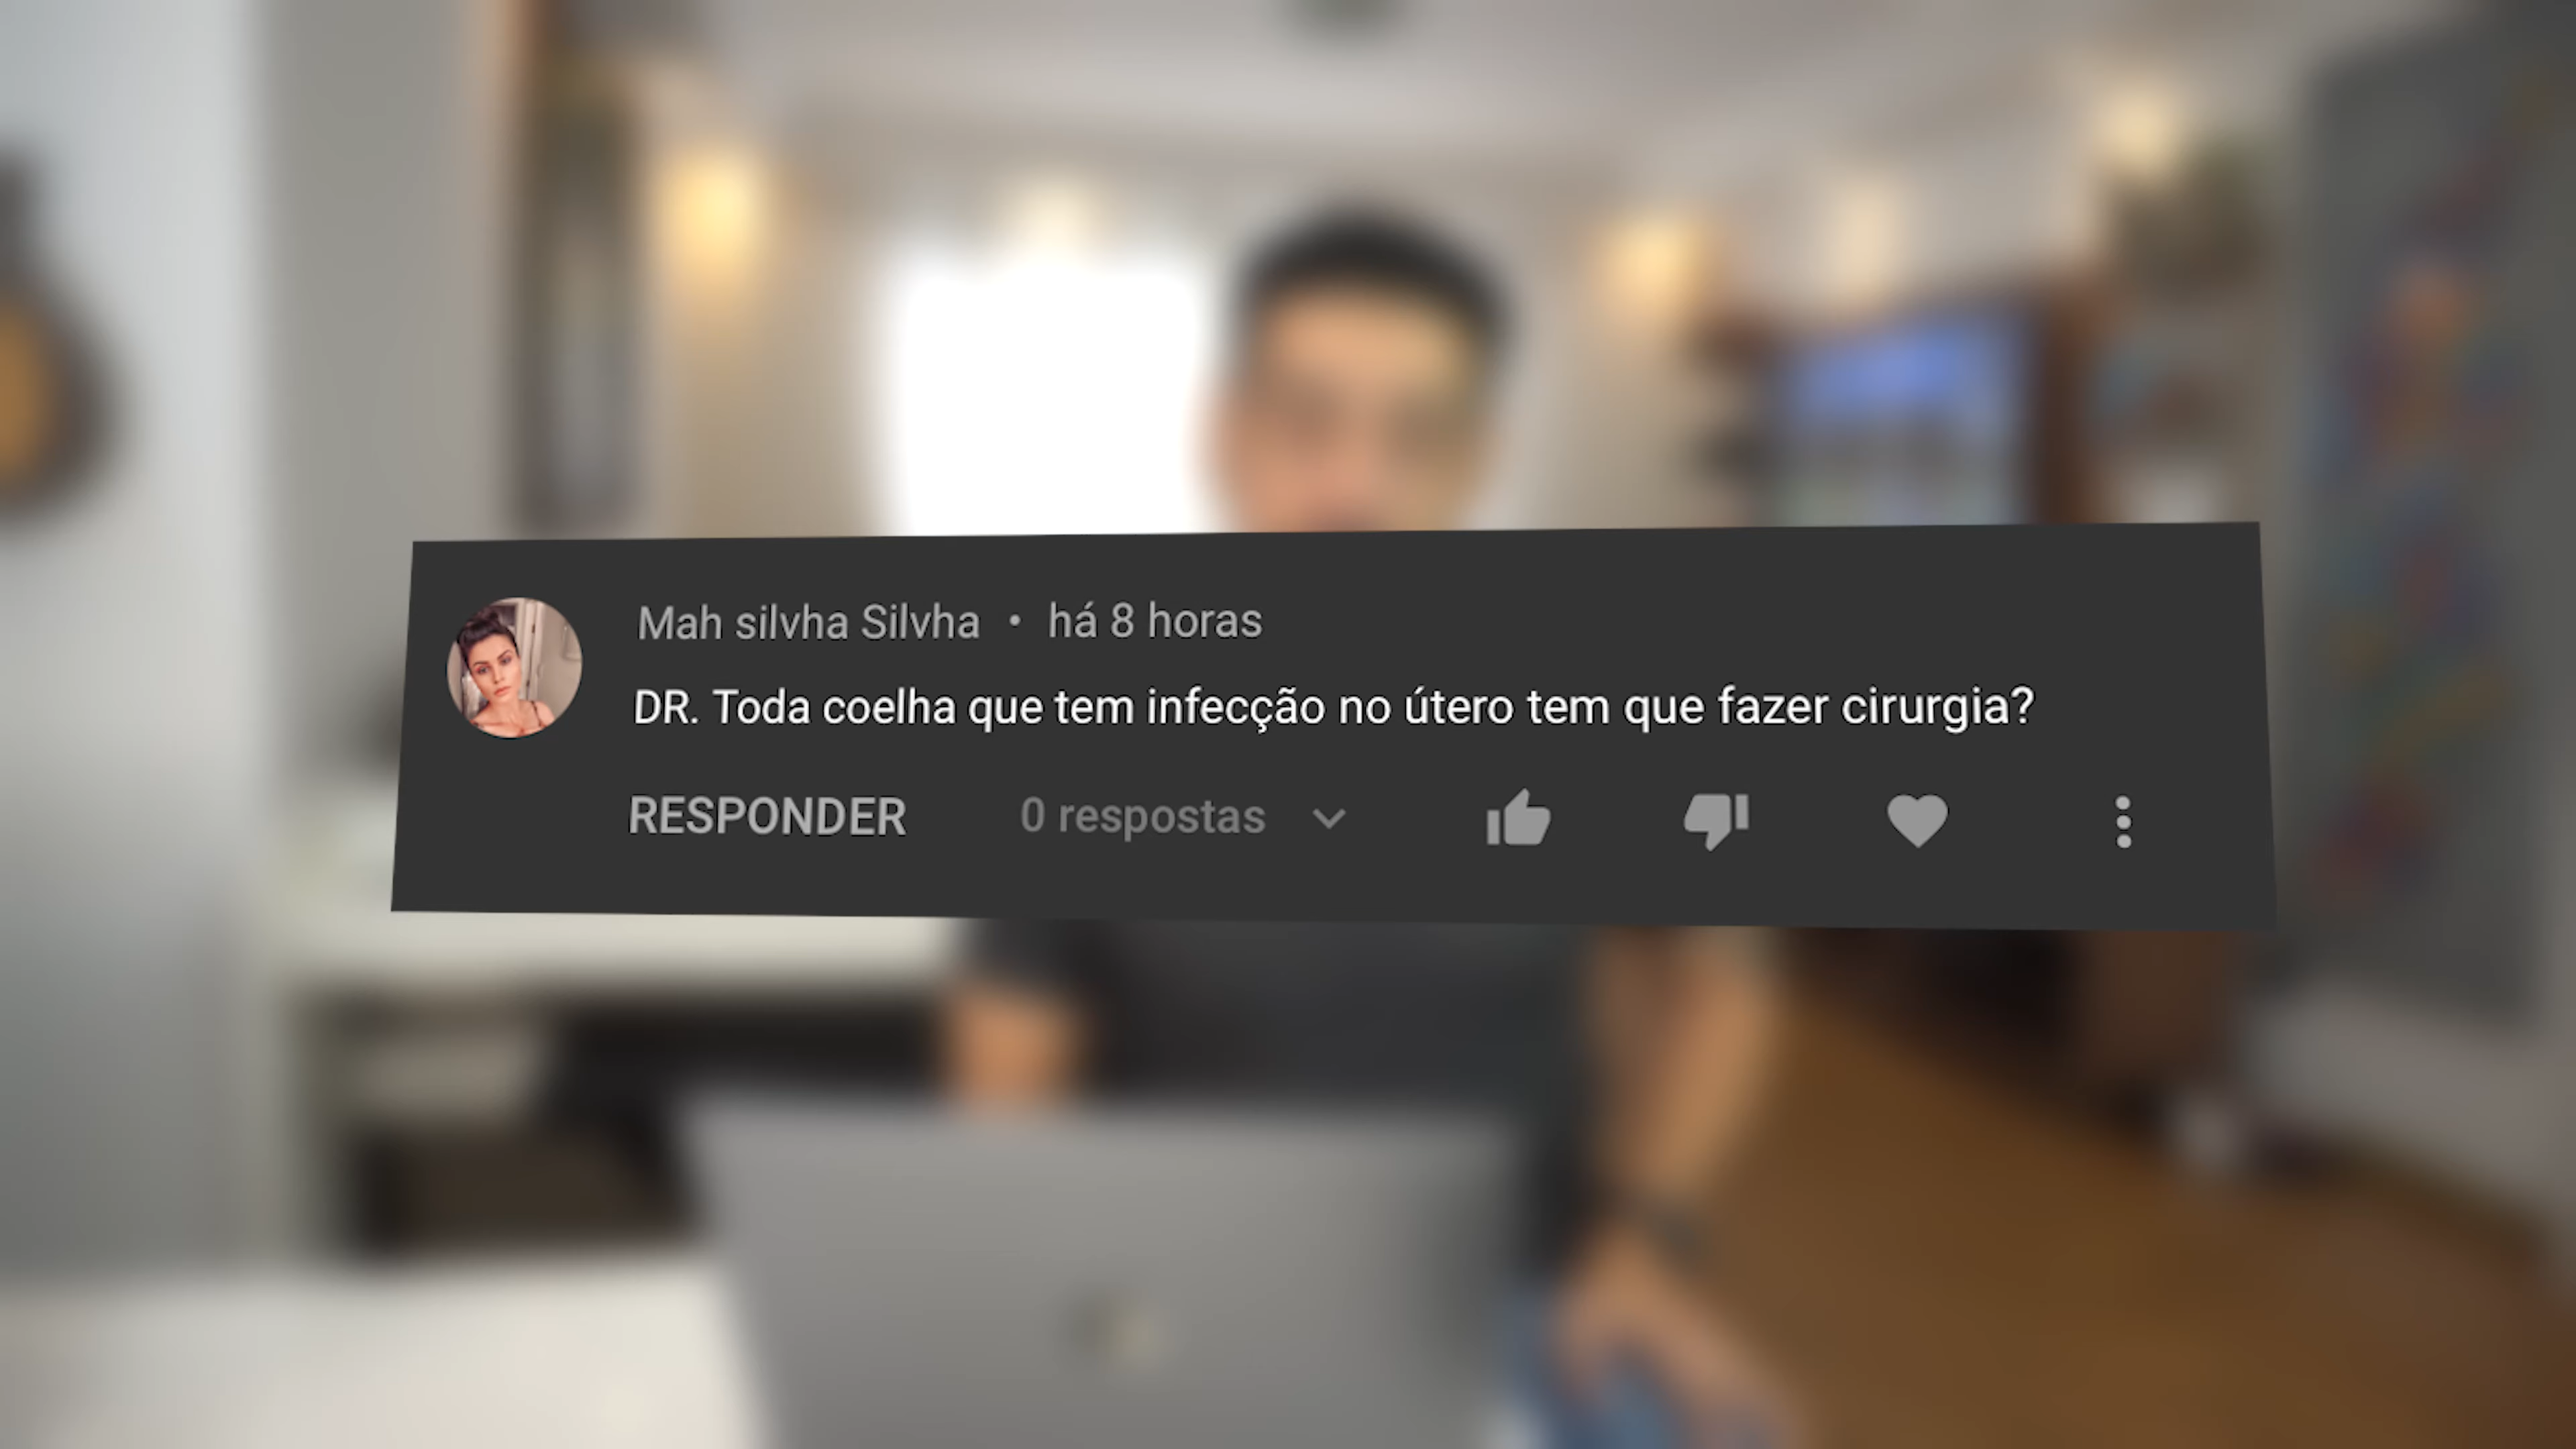 Mah silvha Silvha • há 8 horas
DR. Toda coelha que tem infecção no útero tem que fazer cirurgia?
RESPONDER 0 respostas